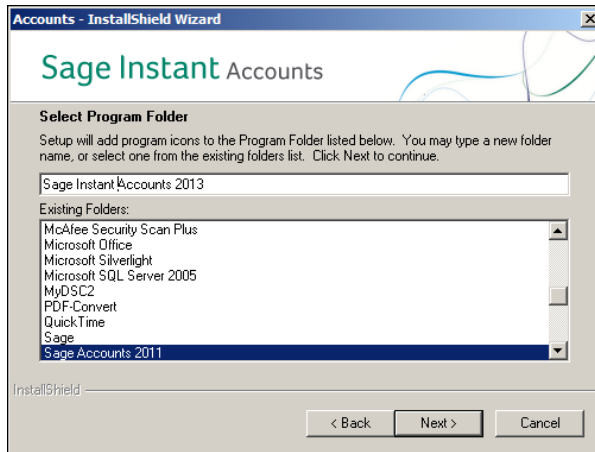 Accounts - InstallShield Wizard
Sage Instant Accounts
Select Program Folder
Setup will add program icons to the Program Folder listed below. You may type a new folder
name, or select one from the existing folders list. Click Next to continue.
Sage Instant Accounts 2013
Existing Folders:
McAfee Security Scan Plus
Microsoft Office
Microsoft Silverlight
Microsoft SQL Server 2005
MyDSC2
PDF-Convert
QuickTime
Sage
Sage Accounts 2011
InstallShield
< Back Next > Cancel